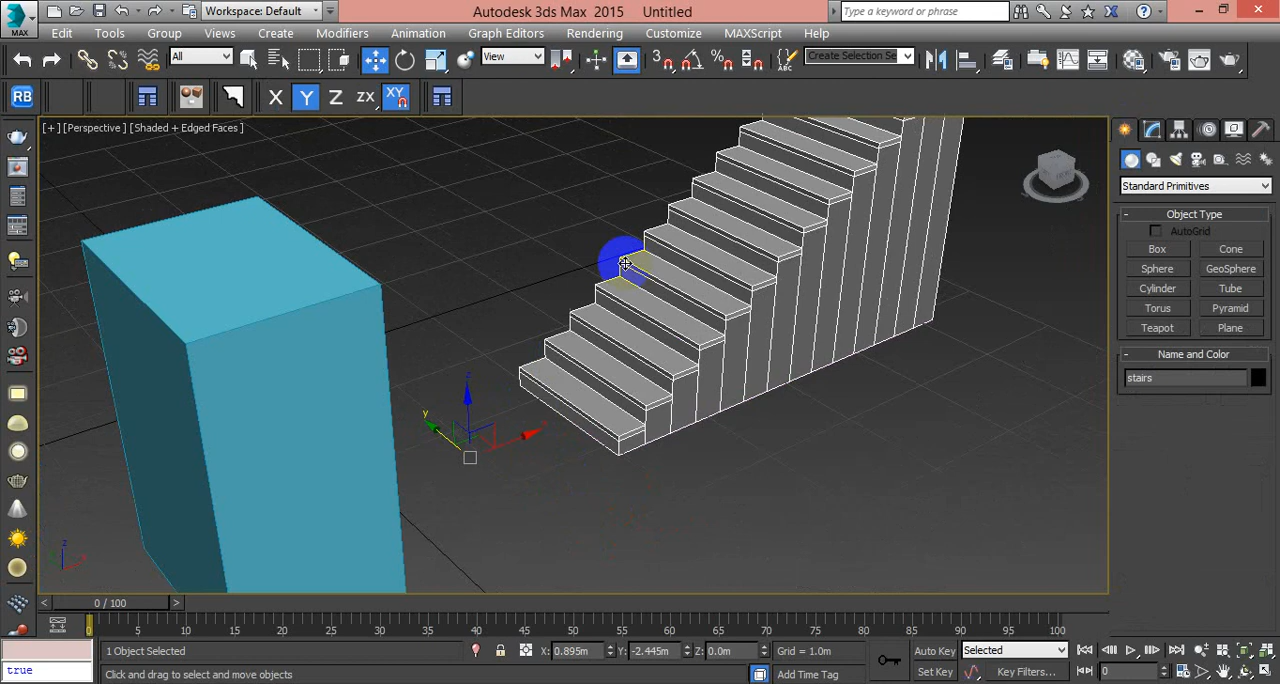 MAX
Workspace: Default
Autodesk 3ds Max 2015 Untitled
Type a keyword or phrase
Edit Tools Group Views Create Modifiers Animation Graph Editors Rendering Customize MAXScript Help
All
View
3
Create Selection Se
RB
X Y Z ZX XY
[+] [Perspective] [Shaded + Edged Faces]
Standard Primitives
- Object Type
AutoGrid
Box Cone
Sphere GeoSphere
Cylinder Tube
Torus Pyramid
Teapot Plane
- Name and Color
stairs
z
y
z
< 0 / 100 >
0 5 10 15 20 25 30 35 40 45 50 55 60 65 70 75 80 85 90 95 100
1 Object Selected X: 0.895m Y: -2.445m Z: 0.0m Grid = 1.0m Auto Key Selected
true
Click and drag to select and move objects Add Time Tag Set Key Key Filters... 0